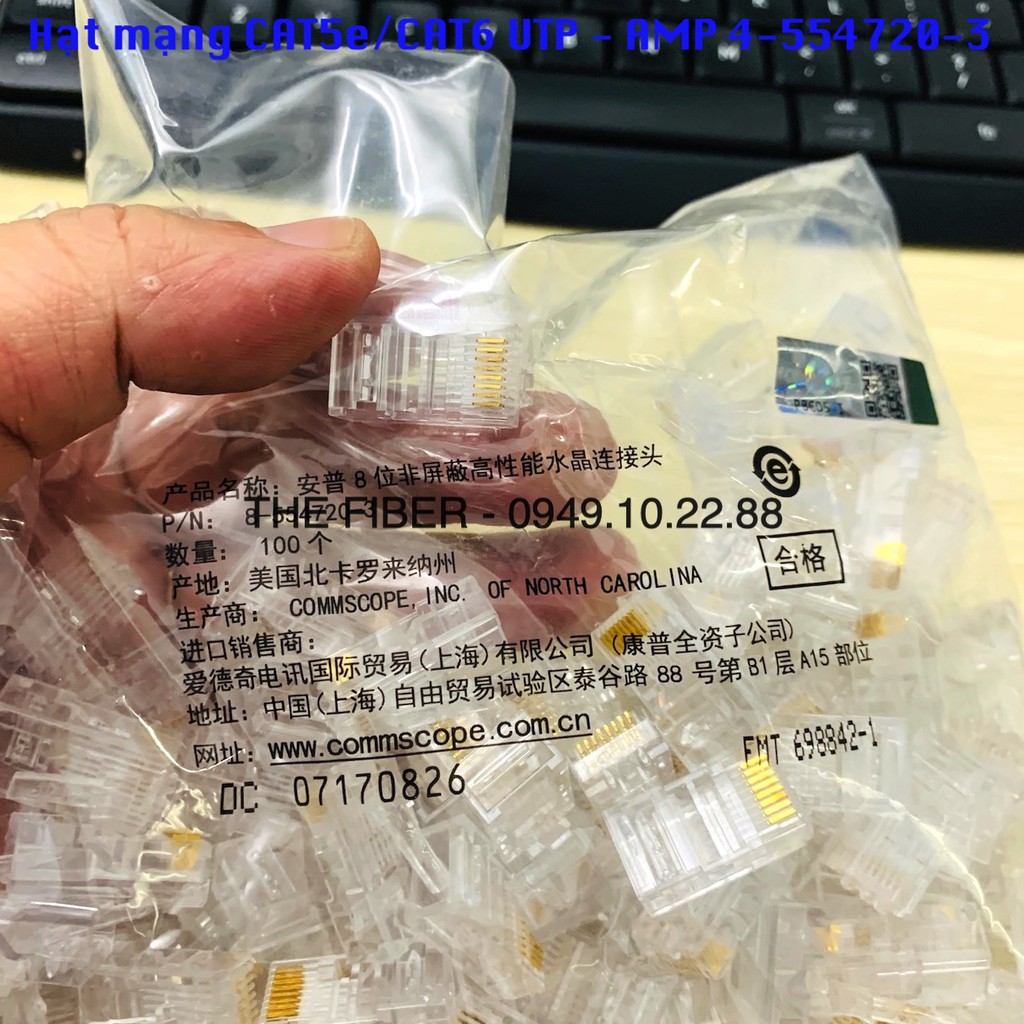 Hạt mạng CAT5e/CAT6 UTP - AMP 4-554720-3
产品名称: 安普 8 位非屏蔽高性能水晶连接头
P/N: 8-554720-3
THE FIBER - 0949.10.22.88
数量: 100 个
产地: 美国北卡罗来纳州
生产商: COMMSCOPE, INC. OF NORTH CAROLINA
合格
进口销售商:
爱德奇电讯国际贸易(上海)有限公司 (康普全资子公司)
地址: 中国(上海)自由贸易试验区泰谷路 88 号第 B1 层 A15 部位
网址: www.commscope.com.cn
DC 07170826
FMT 698842-1